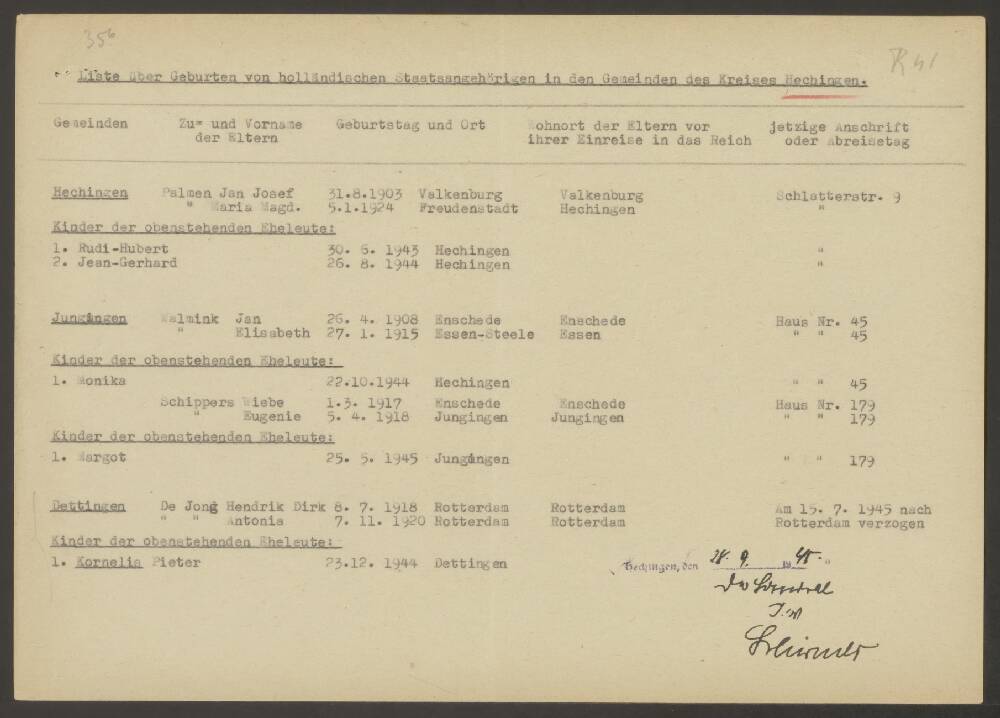 356
R 41
Liste über Geburten von holländischen Staatsangehörigen in den Gemeinden des Kreises Hechingen.
Gemeinden Zu= und Vorname Geburtstag und Ort Wohnort der Eltern vor jetzige Anschrift
der Eltern ihrer Einreise in das Reich oder Abreisetag
Hechingen Palmen Jan Josef 31.8.1903 Valkenburg Valkenburg Schlatterstr. 9
" Maria Magd. 5.1.1924 Freudenstadt Hechingen "
Kinder der obenstehenden Eheleute:
1. Rudi-Hubert 30. 6. 1943 Hechingen "
2. Jean-Gerhard 26. 8. 1944 Hechingen "
Jungingen Walmink Jan 26. 4. 1908 Enschede Enschede Haus Nr. 45
" Elisabeth 27. 1. 1915 Essen-Steele Essen " " 45
Kinder der obenstehenden Eheleute:
1. Monika 22.10.1944 Hechingen " " 45
Schippers Wiebe 1.3. 1917 Enschede Enschede Haus Nr. 179
" Eugenie 5. 4. 1918 Jungingen Jungingen " " 179
Kinder der obenstehenden Eheleute:
1. Margot 25. 5. 1945 Jungingen " " 179
Dettingen De Jong Hendrik Dirk 8. 7. 1918 Rotterdam Rotterdam Am 15. 7. 1945 nach
" " Antonia 7. 11. 1920 Rotterdam Rotterdam Rotterdam verzogen
Kinder der obenstehenden Eheleute:
1. Kornelis Pieter 23.12. 1944 Dettingen "
Hechingen, den 28. 9. 1945.
Der Landrat